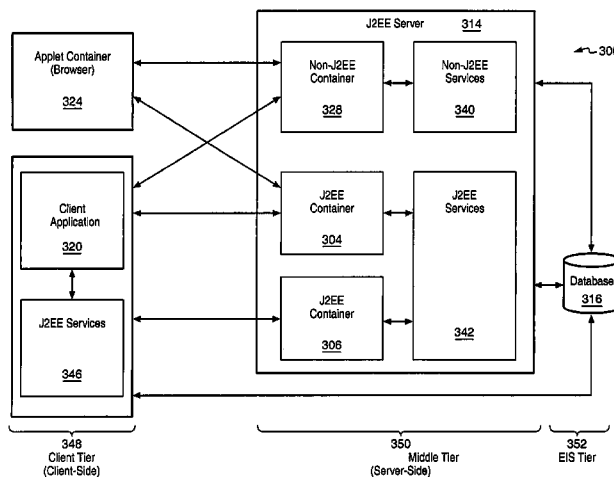 J2EE Server 314
300
Applet Container
(Browser)
324
Non-J2EE
Container
328
Non-J2EE
Services
340
Client
Application
320
J2EE Container
304
J2EE
Services
342
J2EE Services
346
J2EE
Container
306
Database
316
348
Client Tier
(Client-Side)
350
Middle Tier
(Server-Side)
352
EIS Tier